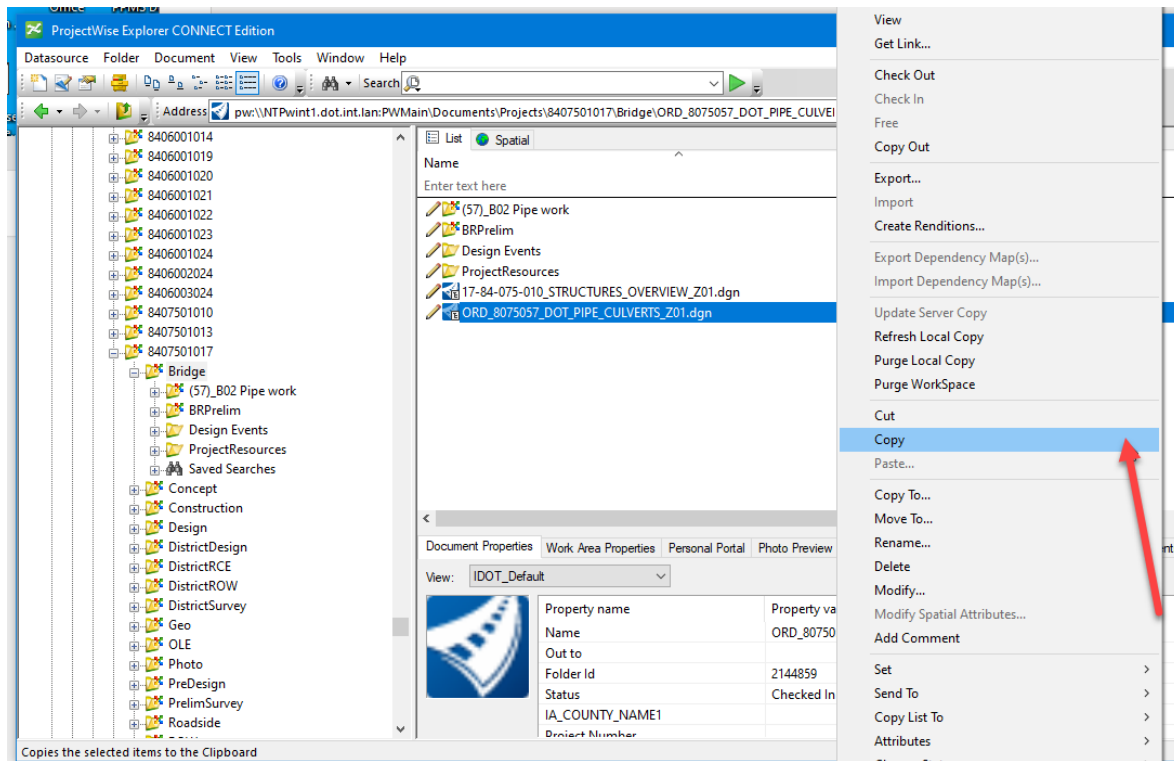 Office PPMS D
ProjectWise Explorer CONNECT Edition
Datasource Folder Document View Tools Window Help
Search
Address pw:\\NTPwint1.dot.int.lan:PWMain\Documents\Projects\8407501017\Bridge\ORD_8075057_DOT_PIPE_CULVE
8406001014
8406001019
8406001020
8406001021
8406001022
8406001023
8406001024
8406002024
8406003024
8407501010
8407501013
8407501017
Bridge
(57)_B02 Pipe work
BRPrelim
Design Events
ProjectResources
Saved Searches
Concept
Construction
Design
DistrictDesign
DistrictRCE
DistrictROW
DistrictSurvey
Geo
OLE
Photo
PreDesign
PrelimSurvey
Roadside
List Spatial
Name
Enter text here
(57)_B02 Pipe work
BRPrelim
Design Events
ProjectResources
17-84-075-010_STRUCTURES_OVERVIEW_Z01.dgn
ORD_8075057_DOT_PIPE_CULVERTS_Z01.dgn
Document Properties Work Area Properties Personal Portal Photo Preview
View: IDOT_Default
Property name Property va
Name ORD_80750
Out to
Folder Id 2144859
Status Checked In
IA_COUNTY_NAME1
Project Number
View
Get Link...
Check Out
Check In
Free
Copy Out
Export...
Import
Create Renditions...
Export Dependency Map(s)...
Import Dependency Map(s)...
Update Server Copy
Refresh Local Copy
Purge Local Copy
Purge WorkSpace
Cut
Copy
Paste...
Copy To...
Move To...
Rename...
Delete
Modify...
Modify Spatial Attributes...
Add Comment
Set
Send To
Copy List To
Attributes
Copies the selected items to the Clipboard